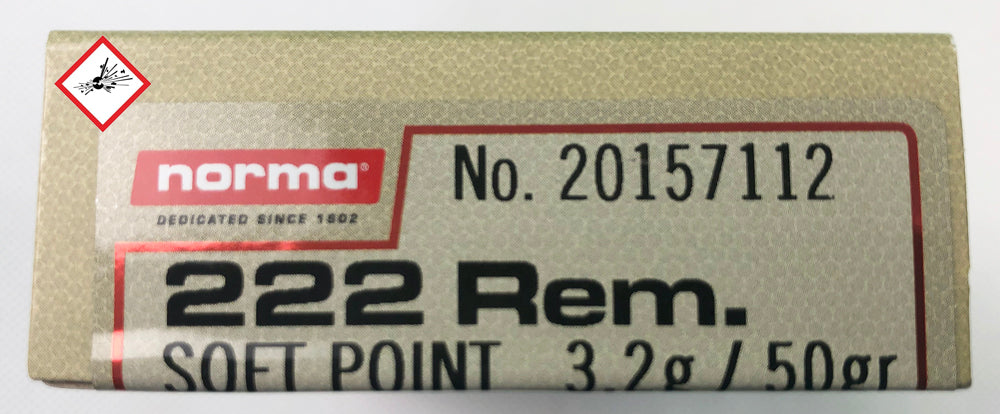 norma®
DEDICATED SINCE 1902
No. 20157112
222 Rem.
SOFT POINT 3.2g / 50gr